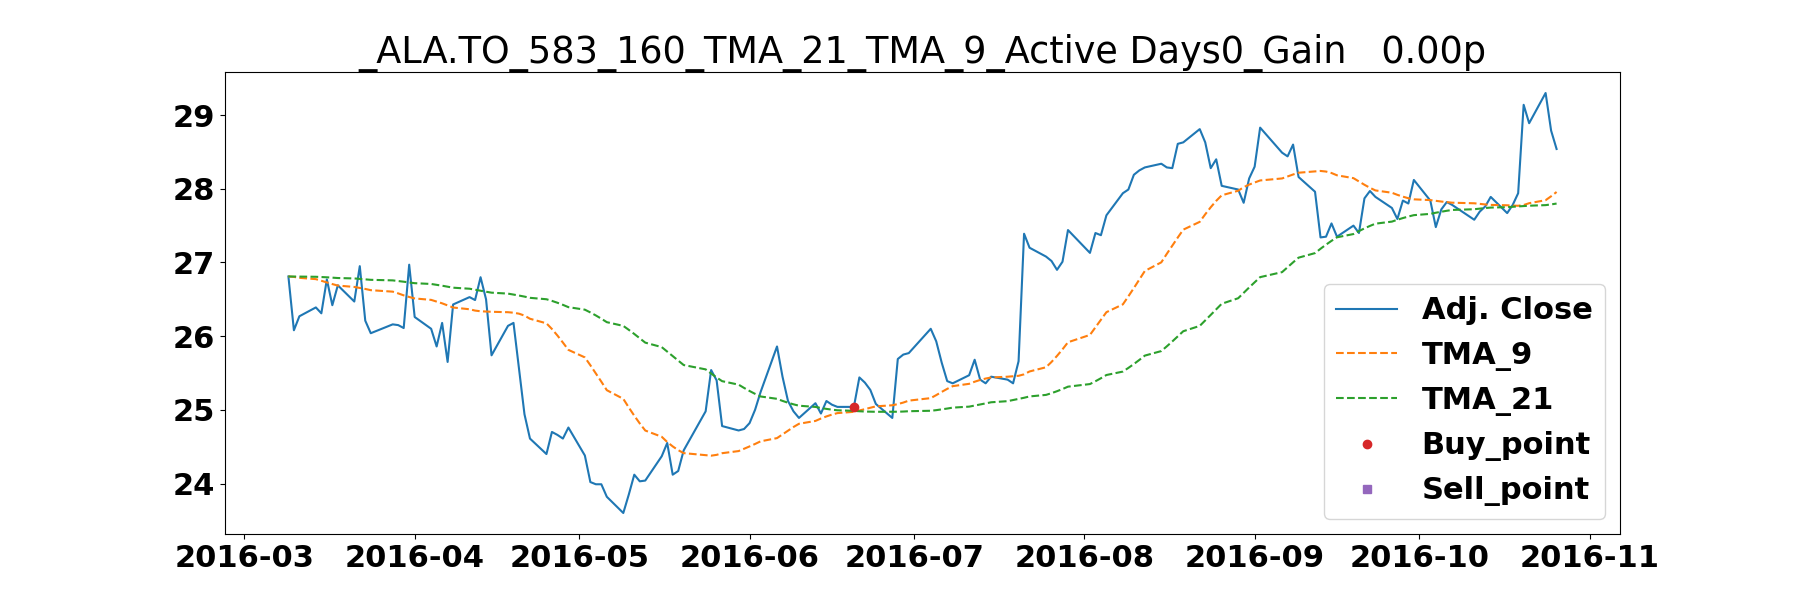 _ALA.TO_583_160_TMA_21_TMA_9_Active Days0_Gain   0.00p
29
28
27
26
25
24
Adj. Close
TMA_9
TMA_21
Buy_point
Sell_point
2016-03 2016-04 2016-05 2016-06 2016-07 2016-08 2016-09 2016-10 2016-11